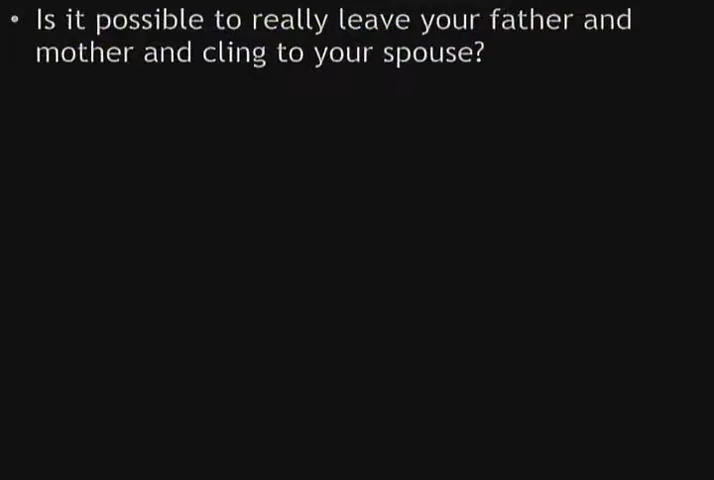 • Is it possible to really leave your father and
mother and cling to your spouse?